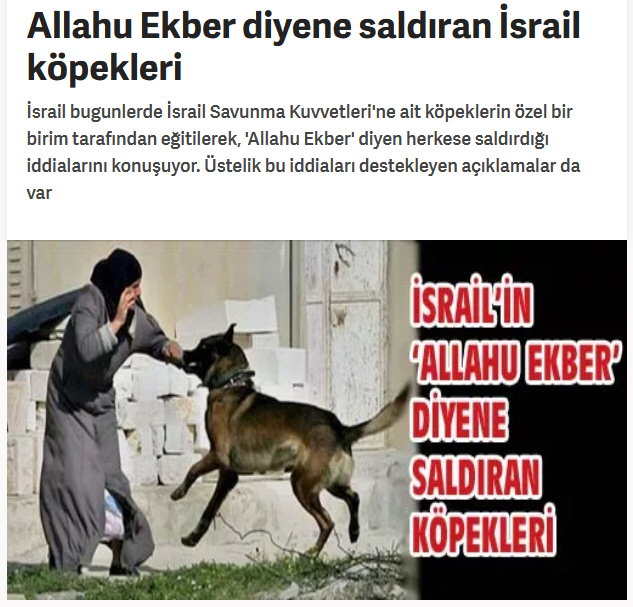 Allahu Ekber diyene saldıran İsrail
köpekleri
İsrail bugunlerde İsrail Savunma Kuvvetleri'ne ait köpeklerin özel bir
birim tarafından eğitilerek, 'Allahu Ekber' diyen herkese saldırdığı
iddialarını konuşuyor. Üstelik bu iddiaları destekleyen açıklamalar da
var
İSRAİL'İN
'ALLAHU EKBER'
DİYENE
SALDIRAN
KÖPEKLERİ